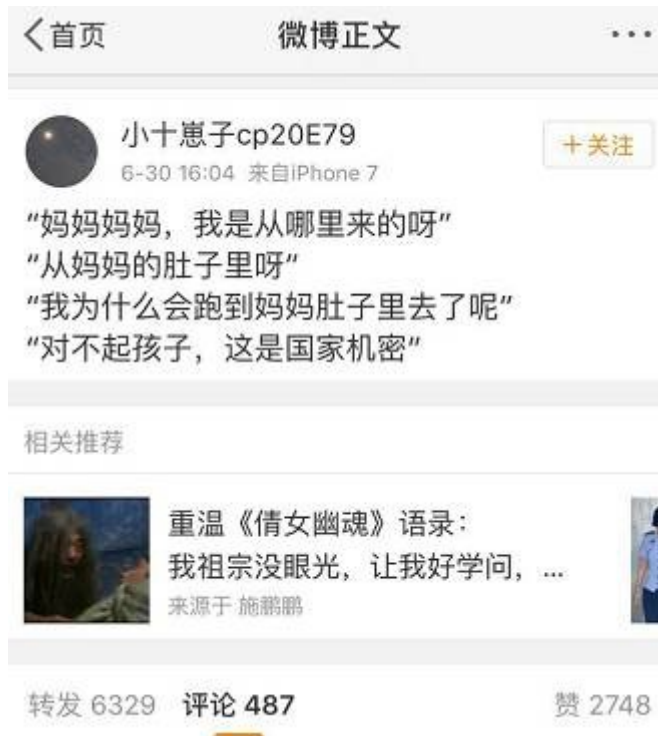 首页 微博正文 ...
小十崽子cp20E79
+关注
6-30 16:04 来自iPhone 7
“妈妈妈妈，我是从哪里来的呀”
“从妈妈的肚子里呀”
“我为什么会跑到妈妈肚子里去了呢”
“对不起孩子，这是国家机密”
相关推荐
重温《倩女幽魂》语录：
我祖宗没眼光，让我好学问，...
来源于 施鹏鹏
转发 6329 评论 487 赞 2748